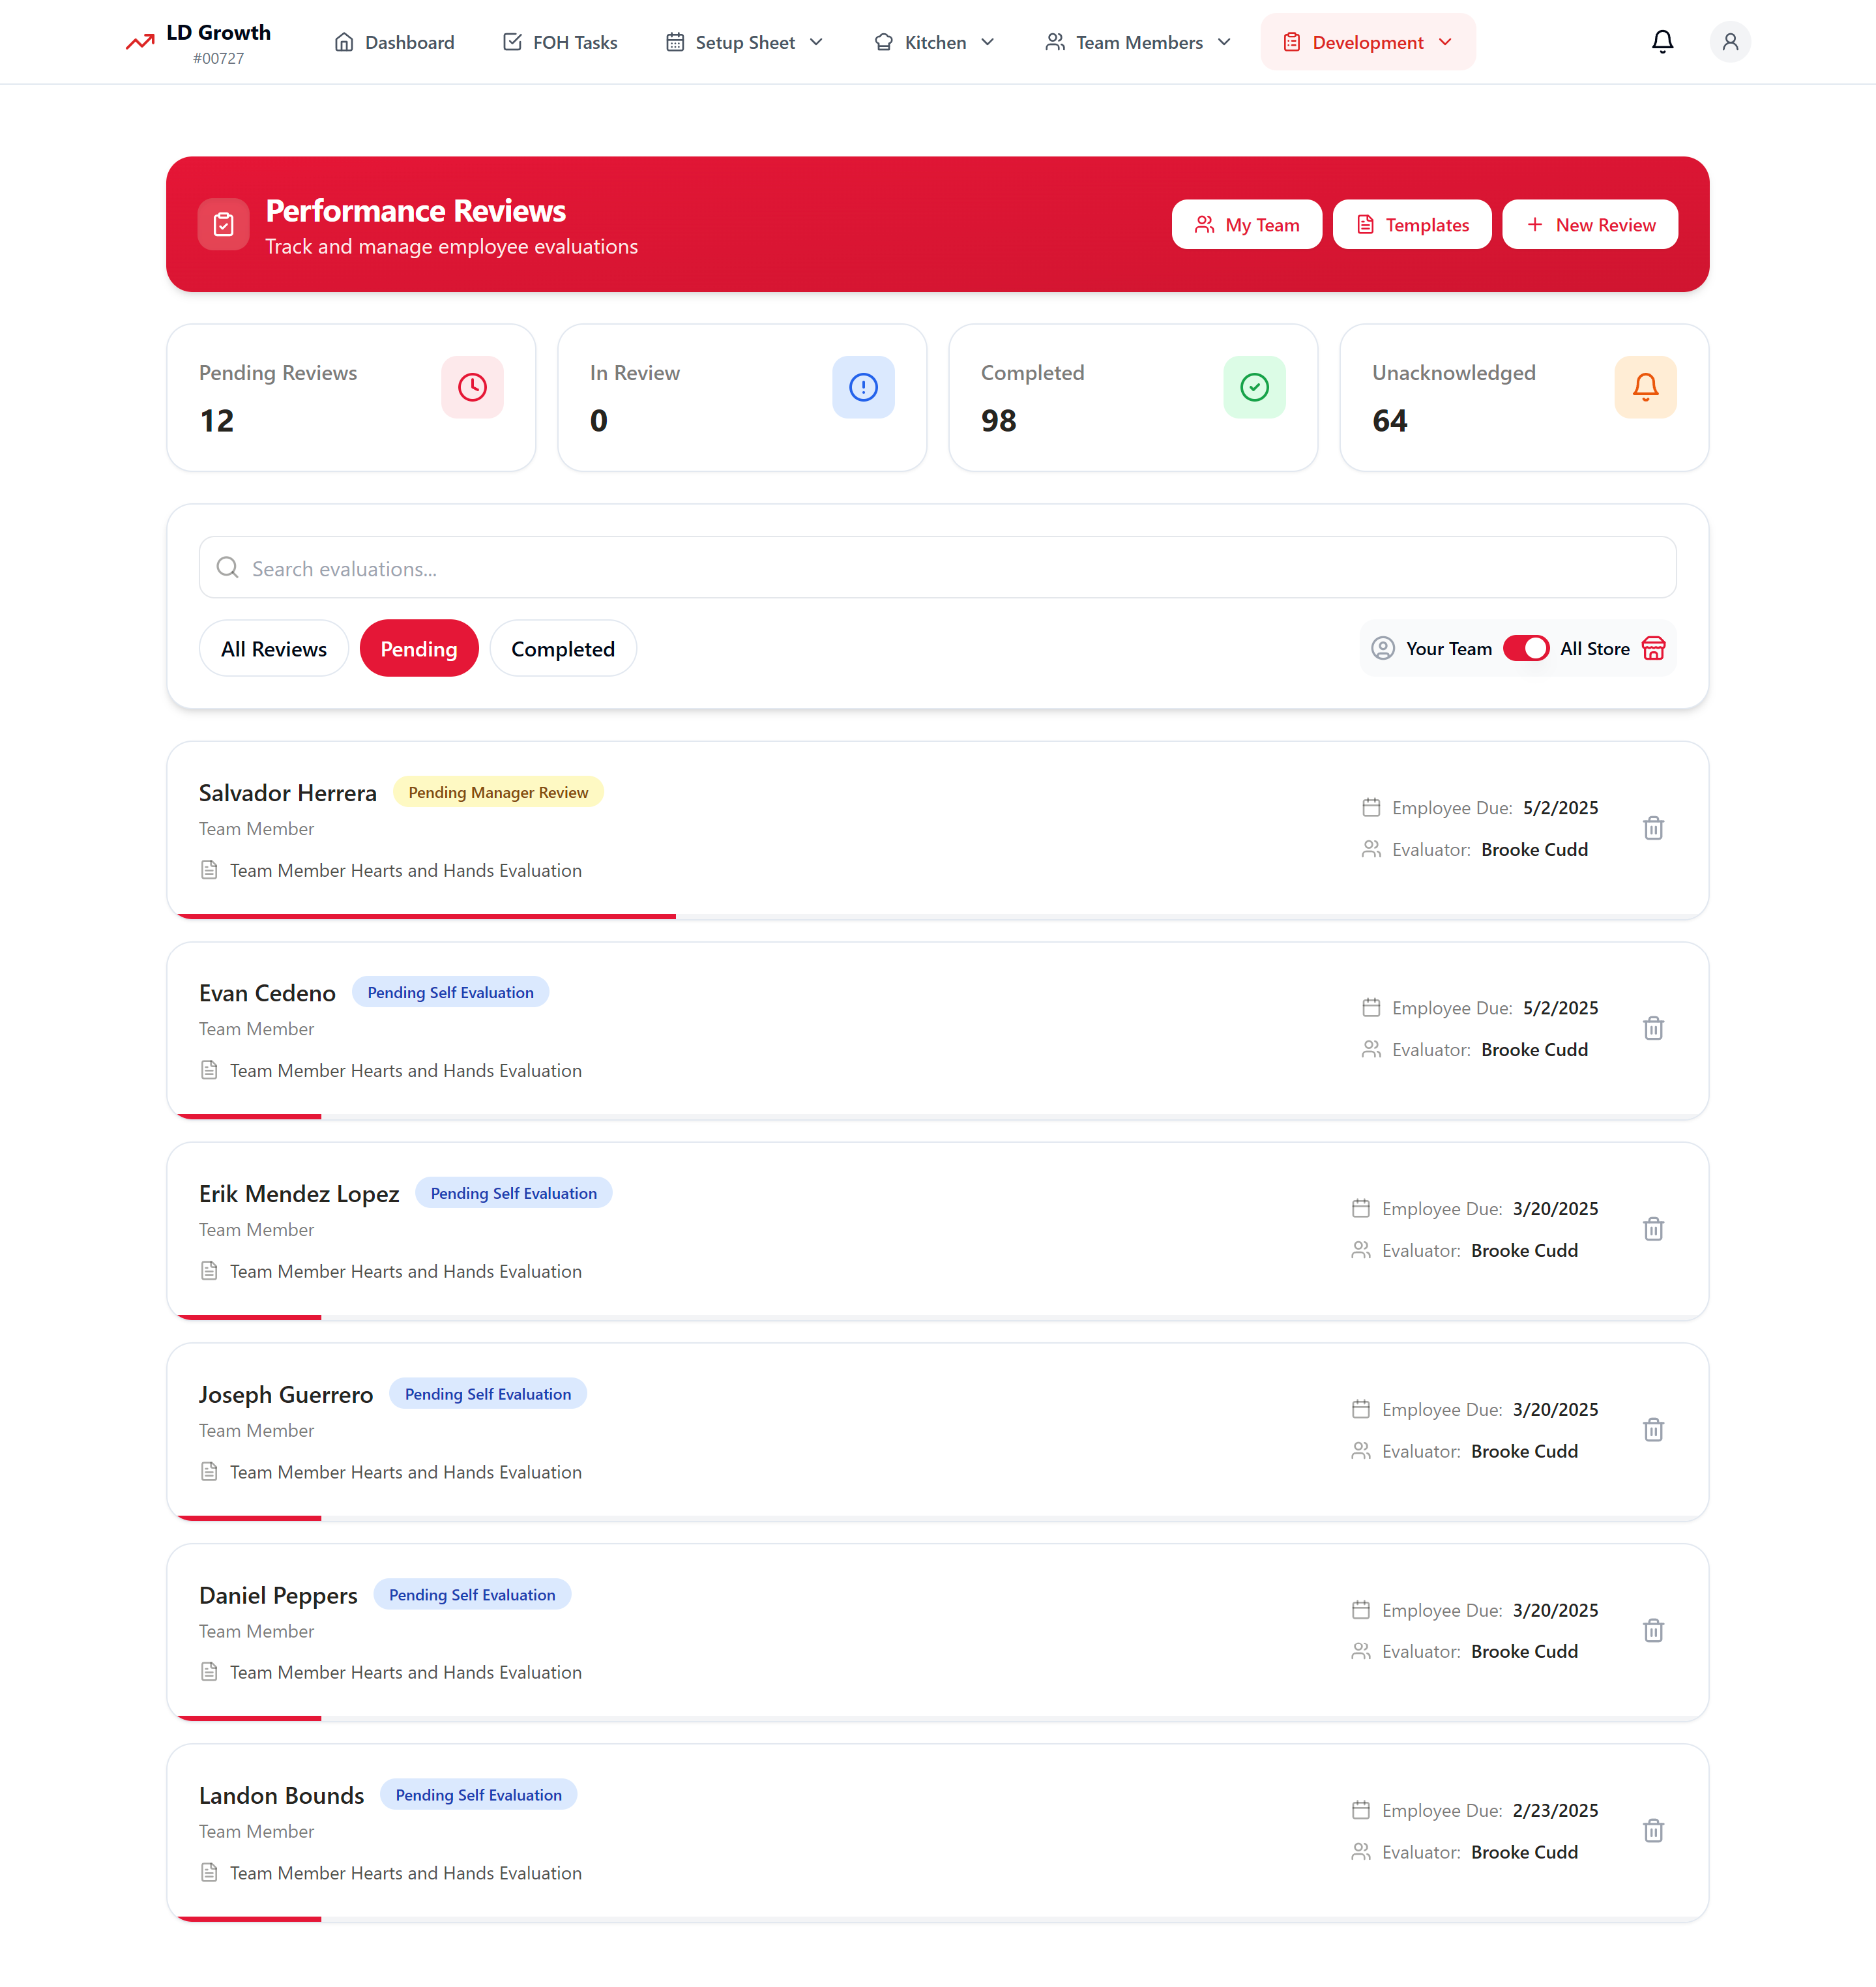 LD Growth
#00727
Dashboard
FOH Tasks
Setup Sheet
Kitchen
Team Members
Development
Performance Reviews
Track and manage employee evaluations
My Team
Templates
New Review
Pending Reviews
12
In Review
0
Completed
98
Unacknowledged
64
Search evaluations...
All Reviews
Pending
Completed
Your Team
All Store
Salvador Herrera
Pending Manager Review
Team Member
Team Member Hearts and Hands Evaluation
Employee Due: 5/2/2025
Evaluator: Brooke Cudd
Evan Cedeno
Pending Self Evaluation
Team Member
Team Member Hearts and Hands Evaluation
Employee Due: 5/2/2025
Evaluator: Brooke Cudd
Erik Mendez Lopez
Pending Self Evaluation
Team Member
Team Member Hearts and Hands Evaluation
Employee Due: 3/20/2025
Evaluator: Brooke Cudd
Joseph Guerrero
Pending Self Evaluation
Team Member
Team Member Hearts and Hands Evaluation
Employee Due: 3/20/2025
Evaluator: Brooke Cudd
Daniel Peppers
Pending Self Evaluation
Team Member
Team Member Hearts and Hands Evaluation
Employee Due: 3/20/2025
Evaluator: Brooke Cudd
Landon Bounds
Pending Self Evaluation
Team Member
Team Member Hearts and Hands Evaluation
Employee Due: 2/23/2025
Evaluator: Brooke Cudd